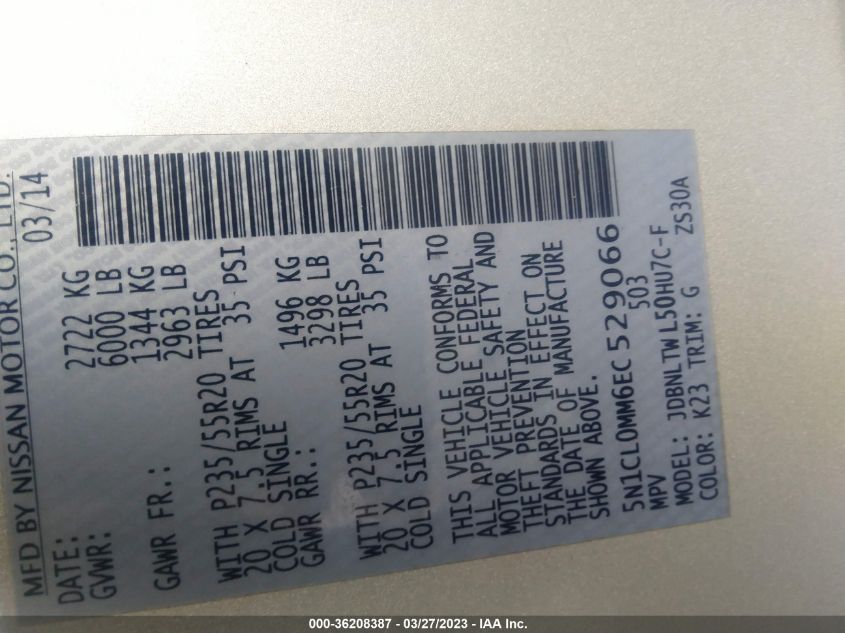 MFD BY NISSAN MOTOR CO., LTD.
DATE: 03/14
GVWR: 2722 KG
6000 LB
GAWR FR.: 1344 KG
2963 LB
WITH P235/55R20 TIRES
20 X 7.5 RIMS AT 35 PSI
COLD SINGLE
GAWR RR.: 1496 KG
3298 LB
WITH P235/55R20 TIRES
20 X 7.5 RIMS AT 35 PSI
COLD SINGLE
THIS VEHICLE CONFORMS TO
ALL APPLICABLE FEDERAL
MOTOR VEHICLE SAFETY AND
THEFT PREVENTION
STANDARDS IN EFFECT ON
THE DATE OF MANUFACTURE
SHOWN ABOVE.
5N1CL0MM6EC529066
MPV 503
MODEL: JDBNLTWL50HU7C-F
COLOR: K23 TRIM: G ZS30A
000-36208387 - 03/27/2023 - IAA Inc.